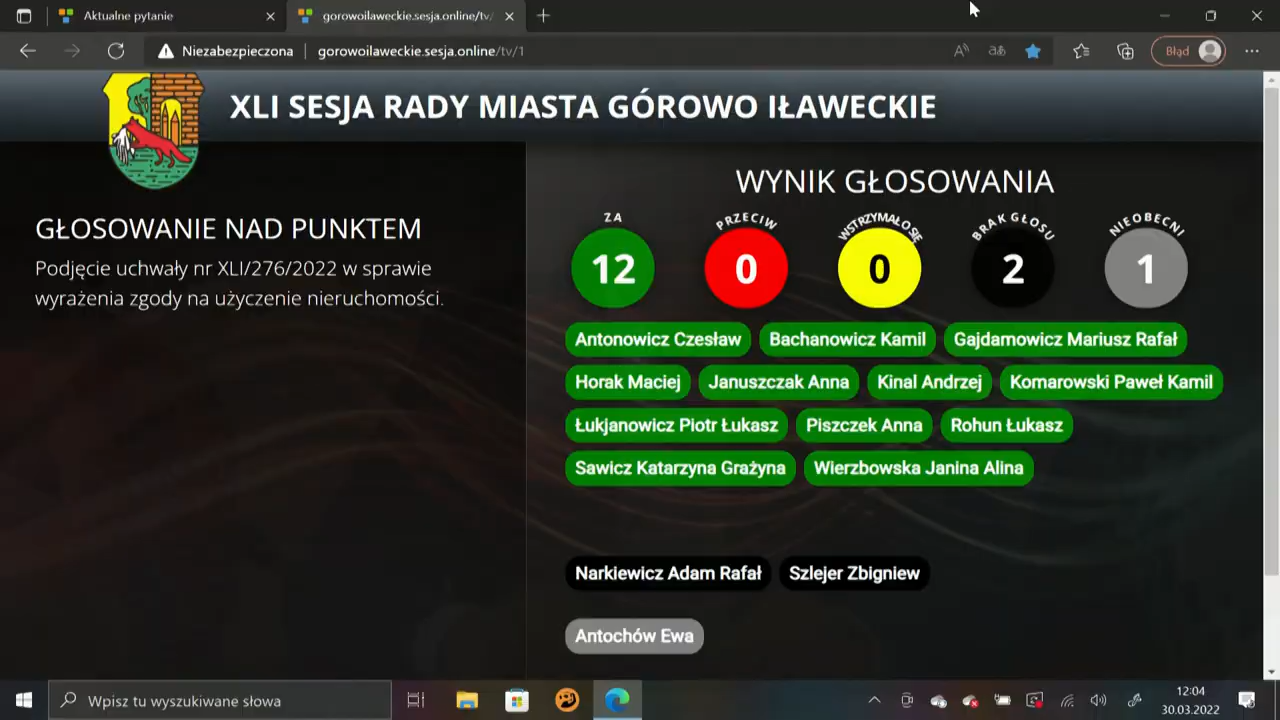 Aktualne pytanie
gorowoilaweckie.sesja.online/tv/
Niezabezpieczona
gorowoilaweckie.sesja.online/tv/1
Błąd
XLI SESJA RADY MIASTA GÓROWO IŁAWECKIE
GŁOSOWANIE NAD PUNKTEM
Podjęcie uchwały nr XLI/276/2022 w sprawie
wyrażenia zgody na użyczenie nieruchomości.
WYNIK GŁOSOWANIA
ZA PRZECIW WSTRZYMAŁO SIĘ BRAK GŁOSU NIEOBECNI
12 0 0 2 1
Antonowicz Czesław Bachanowicz Kamil Gajdamowicz Mariusz Rafał
Horak Maciej Januszczak Anna Kinal Andrzej Komarowski Paweł Kamil
Łukjanowicz Piotr Łukasz Piszczek Anna Rohun Łukasz
Sawicz Katarzyna Grażyna Wierzbowska Janina Alina
Narkiewicz Adam Rafał Szlejer Zbigniew
Antochów Ewa
Wpisz tu wyszukiwane słowa
12:04
30.03.2022